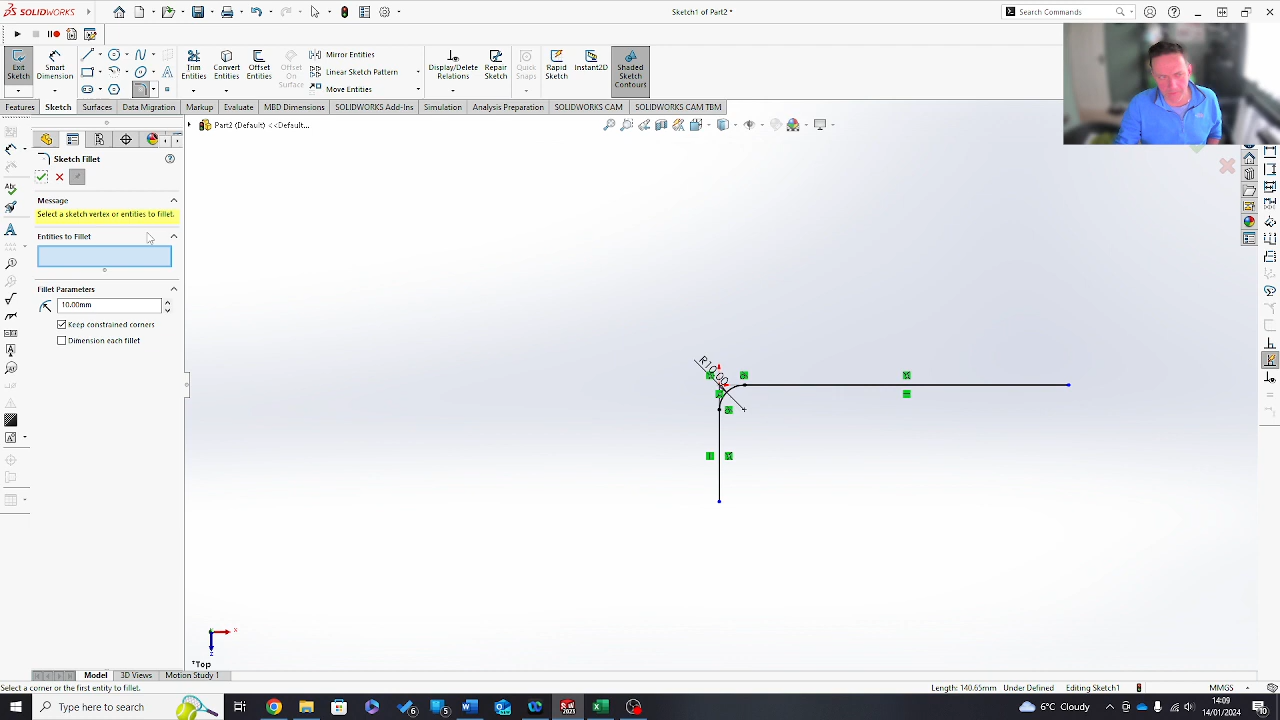 SOLIDWORKS
Sketch1 of Part2 *
Search Commands
Exit Sketch
Smart Dimension
Trim Entities
Convert Entities
Offset Entities
Offset On Surface
Mirror Entities
Linear Sketch Pattern
Move Entities
Display/Delete Relations
Repair Sketch
Quick Snaps
Rapid Sketch
Instant2D
Shaded Sketch Contours
Features
Sketch
Surfaces
Data Migration
Markup
Evaluate
MBD Dimensions
SOLIDWORKS Add-Ins
Simulation
Analysis Preparation
SOLIDWORKS CAM
SOLIDWORKS CAM TBM
Part2 (Default) <<Default...
Sketch Fillet
Message
Select a sketch vertex or entities to fillet.
Entities to Fillet
Fillet Parameters
10.00mm
Keep constrained corners
Dimension each fillet
x
z
*Top
Model
3D Views
Motion Study 1
Select a corner or the first entity to fillet.
Length: 140.65mm
Under Defined
Editing Sketch1
MMGS
Type here to search
9°C Cloudy
14:09
14/01/2024